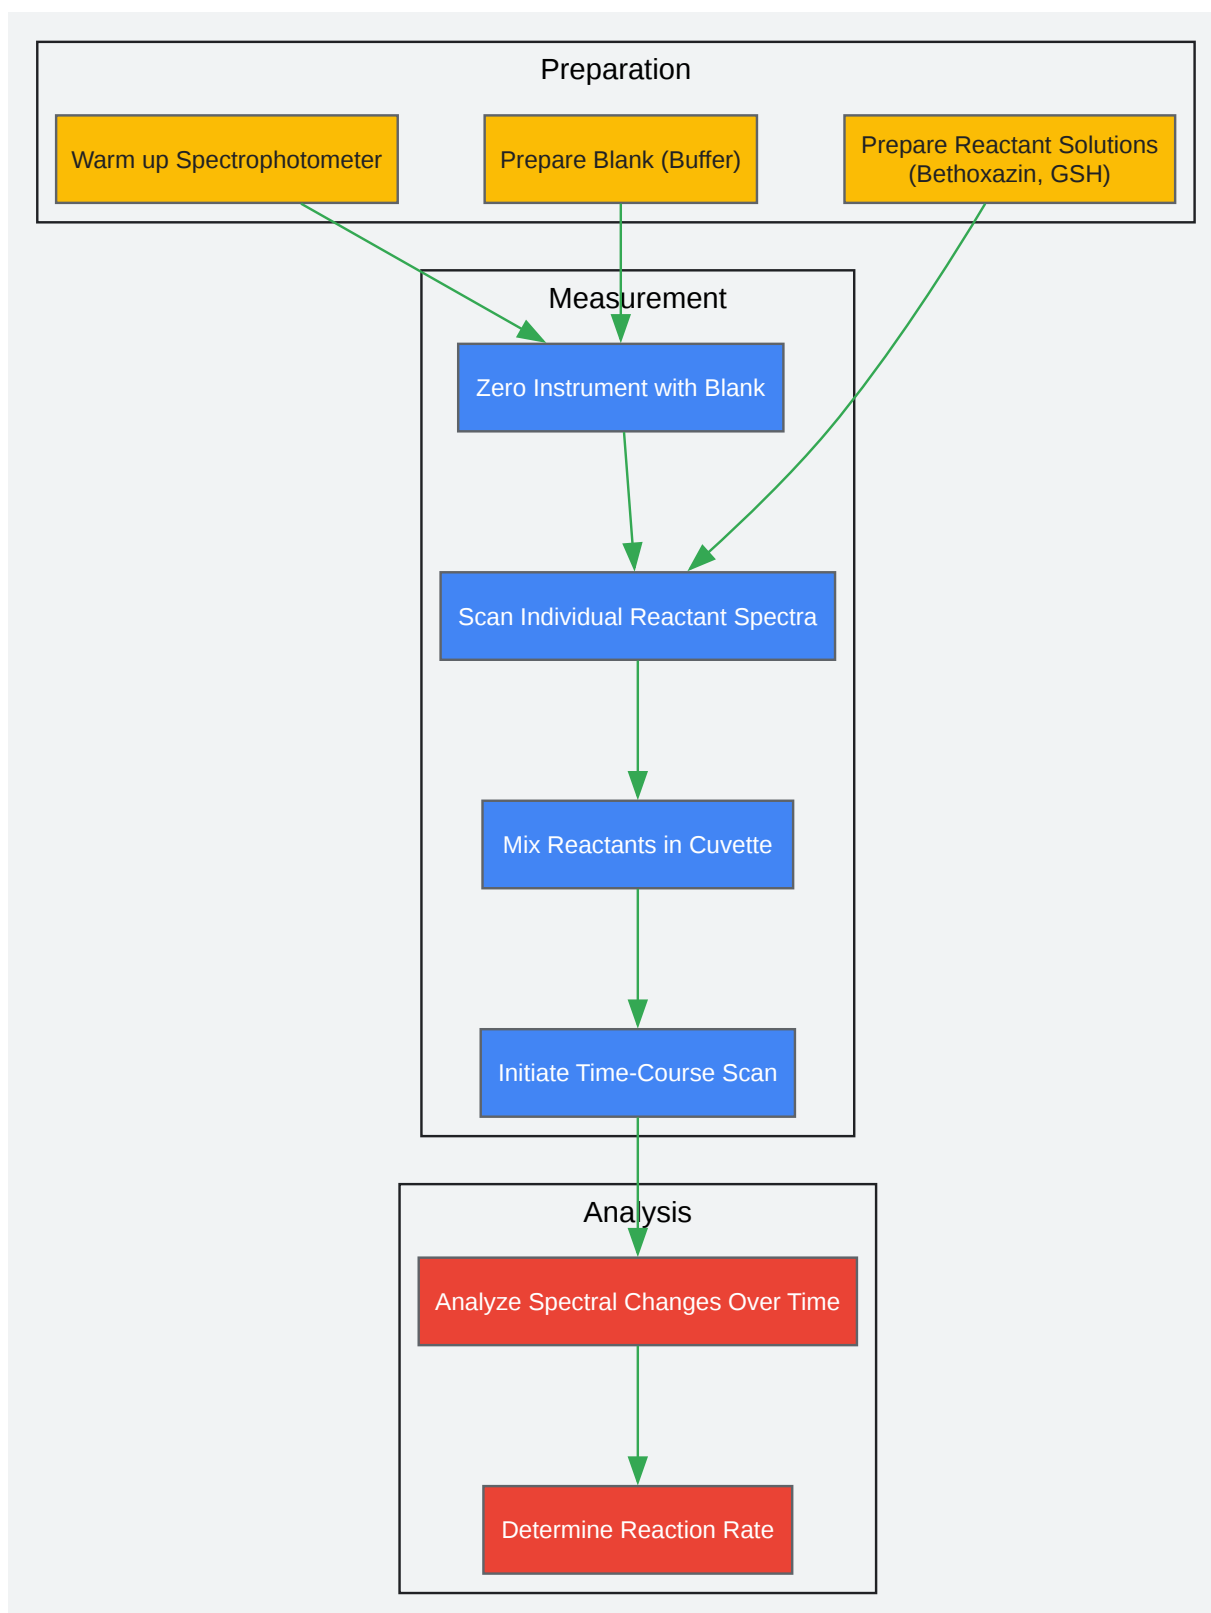 Preparation
Warm up Spectrophotometer
Prepare Blank (Buffer)
Prepare Reactant Solutions
(Bethoxazin, GSH)
Measurement
Zero Instrument with Blank
Scan Individual Reactant Spectra
Mix Reactants in Cuvette
Initiate Time-Course Scan
Analysis
Analyze Spectral Changes Over Time
Determine Reaction Rate